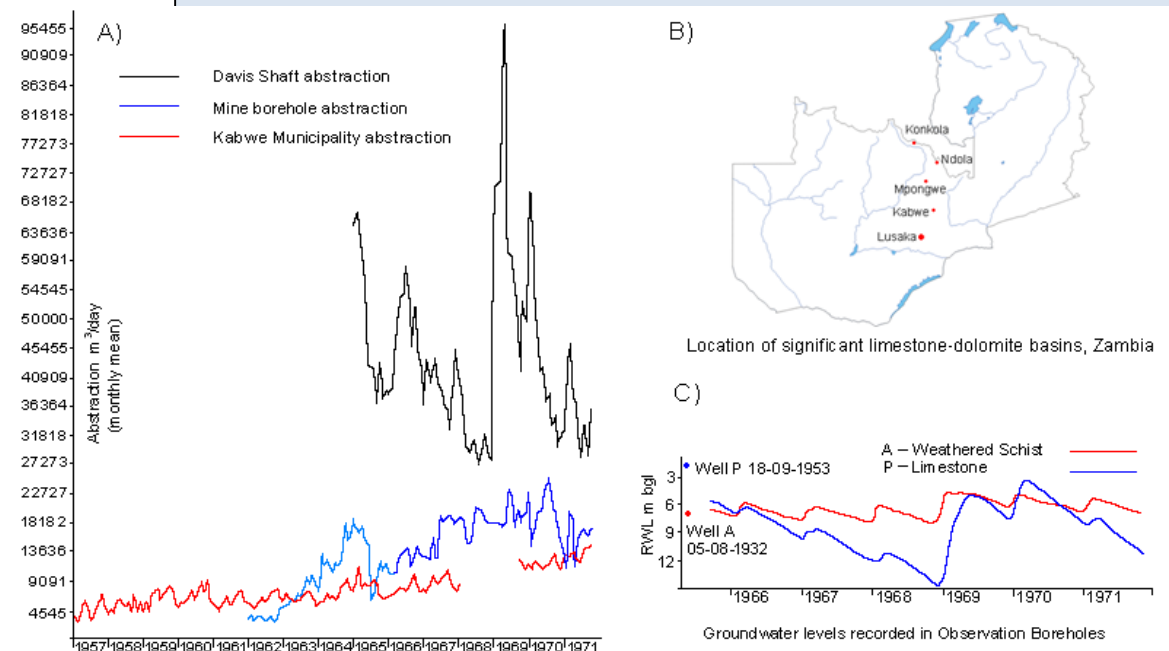 A)
95455
90909
86364
81818
77273
72727
68182
63636
59091
54545
50000
45455
40909
36364
31818
27273
22727
18182
13636
9091
4545
Abstraction m³/day
(monthly mean)
Davis Shaft abstraction
Mine borehole abstraction
Kabwe Municipality abstraction
1957 1958 1959 1960 1961 1962 1963 1964 1965 1966 1967 1968 1969 1970 1971
B)
Konkola
Ndola
Mpongwe
Kabwe
Lusaka
Location of significant limestone-dolomite basins, Zambia
C)
A – Weathered Schist
P – Limestone
Well P 18-09-1953
Well A
05-08-1932
RWL m bgl
3
6
9
12
1966 1967 1968 1969 1970 1971
Groundwater levels recorded in Observation Boreholes